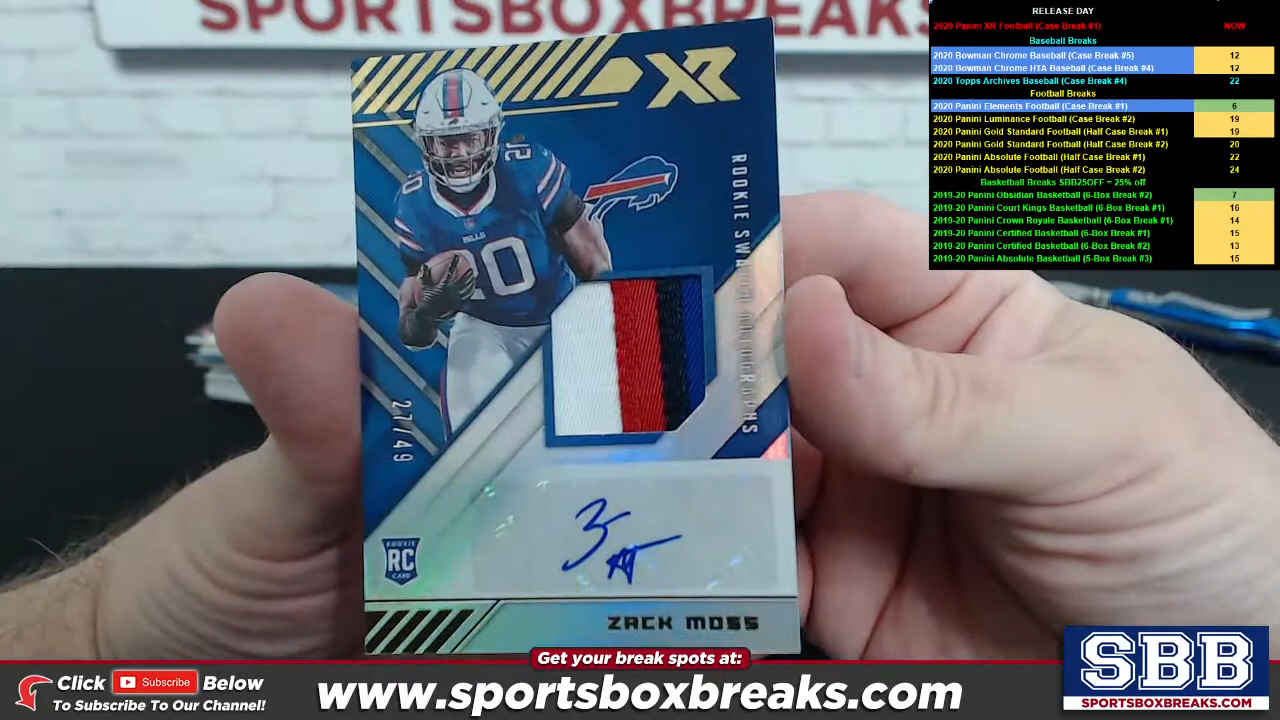 SPORTSBOXBREAKS
RELEASE DAY
2020 Panini XR Football (Case Break #1) NOW
Baseball Breaks
2020 Bowman Chrome Baseball (Case Break #5) 12
2020 Bowman Chrome HTA Baseball (Case Break #4) 12
2020 Topps Archives Baseball (Case Break #4) 22
Football Breaks
2020 Panini Elements Football (Case Break #1) 6
2020 Panini Luminance Football (Case Break #2) 19
2020 Panini Gold Standard Football (Half Case Break #1) 19
2020 Panini Gold Standard Football (Half Case Break #2) 20
2020 Panini Absolute Football (Half Case Break #1) 22
2020 Panini Absolute Football (Half Case Break #2) 24
Basketball Breaks SBB25OFF = 25% off
2019-20 Panini Obsidian Basketball (6-Box Break #2) 7
2019-20 Panini Court Kings Basketball (6-Box Break #1) 16
2019-20 Panini Crown Royale Basketball (6-Box Break #1) 14
2019-20 Panini Certified Basketball (6-Box Break #1) 15
2019-20 Panini Certified Basketball (6-Box Break #2) 13
2019-20 Panini Absolute Basketball (5-Box Break #3) 15
XR
20
20
BILLS
20
ROOKIE SWATCH AUTOGRAPHS
27/49
ROOKIE
RC
CARD
ZACK MOSS
Get your break spots at:
Click Subscribe Below
To Subscribe To Our Channel!
www.sportsboxbreaks.com
SBB
SPORTSBOXBREAKS.COM